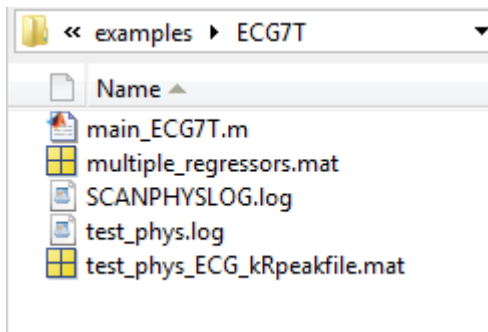 « examples ▸ ECG7T
Name
main_ECG7T.m
multiple_regressors.mat
SCANPHYSLOG.log
test_phys.log
test_phys_ECG_kRpeakfile.mat